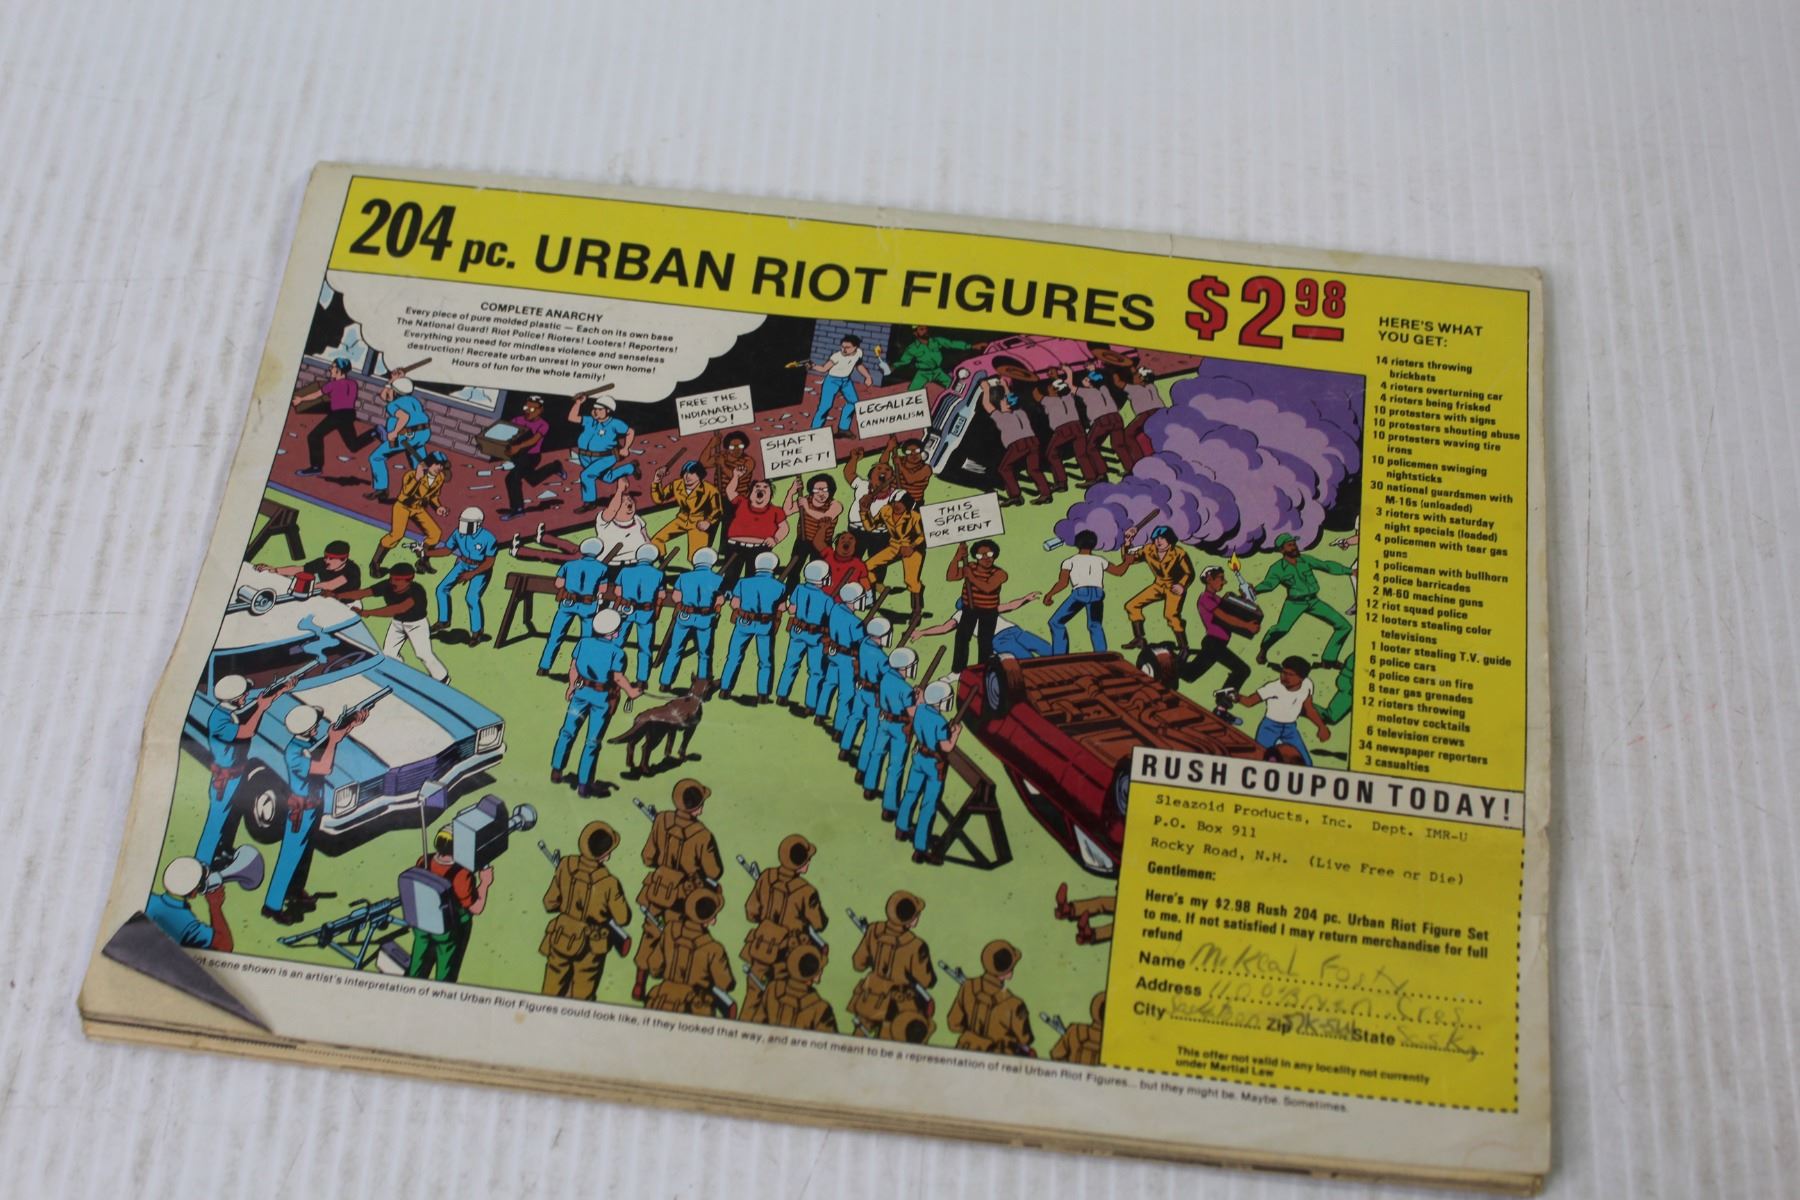 204 pc. URBAN RIOT FIGURES $2.98
COMPLETE ANARCHY
Every piece of pure molded plastic — Each on its own base
The National Guard! Riot Police! Rioters! Looters! Reporters!
Everything you need for mindless violence and senseless
destruction! Recreate urban unrest in your own home!
Hours of fun for the whole family!
FREE THE
INDIANAPOLIS
500!
SHAFT
THE
DRAFT!
LEGALIZE
CANNIBALISM
THIS
SPACE
FOR RENT
HERE'S WHAT
YOU GET:
14 rioters throwing
brickbats
4 rioters overturning car
4 rioters being frisked
10 protesters with signs
10 protesters shouting abuse
10 protesters waving tire
irons
10 policemen swinging
nightsticks
30 national guardsmen with
M-16s (unloaded)
3 rioters with saturday
night specials (loaded)
4 policemen with tear gas
guns
1 policeman with bullhorn
4 police barricades
2 M-60 machine guns
12 riot squad police
12 looters stealing color
televisions
1 looter stealing T.V. guide
6 police cars
4 police cars on fire
8 tear gas grenades
12 rioters throwing
molotov cocktails
6 television crews
34 newspaper reporters
3 casualties
RUSH COUPON TODAY!
Sleazoid Products, Inc. Dept. IMR-U
P.O. Box 911
Rocky Road, N.H. (Live Free or Die)
Gentlemen:
Here's my $2.98 Rush 204 pc. Urban Riot Figure Set
to me. If not satisfied I may return merchandise for full
refund
Name
Address
City Zip State
This offer not valid in any locality not currently
under Martial Law
scene shown is an artist's interpretation of what Urban Riot Figures could look like, if they looked that way, and are not meant to be a representation of real Urban Riot Figures... but they might be. Maybe. Sometimes.